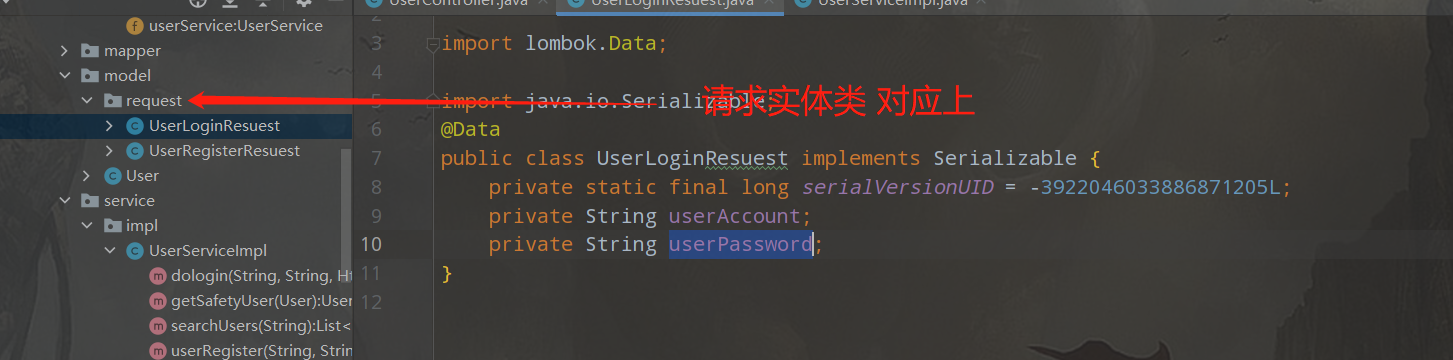 UserController.java
UserLoginResuest.java
UserServiceImpl.java
userService:UserService
mapper
model
request
UserLoginResuest
UserRegisterResuest
User
service
impl
UserServiceImpl
dologin(String, String, Ht
getSafetyUser(User):User
searchUsers(String):List<
userRegister(String, Strin
2
3 import lombok.Data;
4
5 import java.io.Serializable;
请求实体类 对应上
6 @Data
7 public class UserLoginResuest implements Serializable {
8 private static final long serialVersionUID = -3922046033886871205L;
9 private String userAccount;
10 private String userPassword;
11 }
12